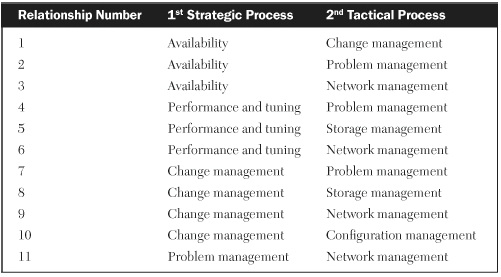 Relationship Number 1st Strategic Process 2nd Tactical Process
1 Availability Change management
2 Availability Problem management
3 Availability Network management
4 Performance and tuning Problem management
5 Performance and tuning Storage management
6 Performance and tuning Network management
7 Change management Problem management
8 Change management Storage management
9 Change management Network management
10 Change management Configuration management
11 Problem management Network management